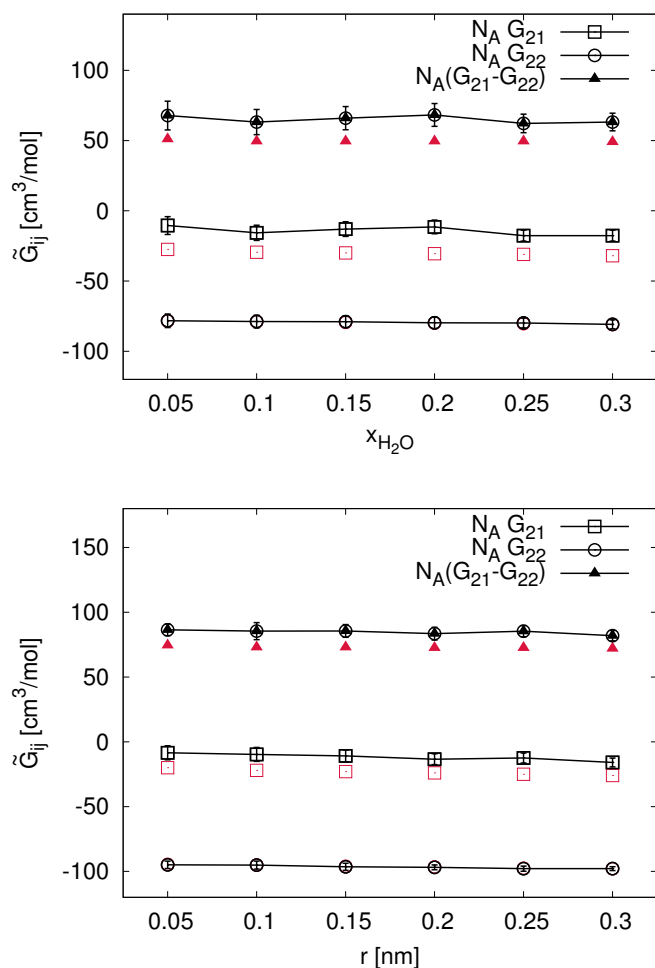 N_A G_21
N_A G_22
N_A(G_21-G_22)
100
50
0
-50
-100
G̃_ij [cm^3/mol]
0.05 0.1 0.15 0.2 0.25 0.3
x_H_2O
N_A G_21
N_A G_22
N_A(G_21-G_22)
150
100
50
0
-50
-100
G̃_ij [cm^3/mol]
0.05 0.1 0.15 0.2 0.25 0.3
r [nm]